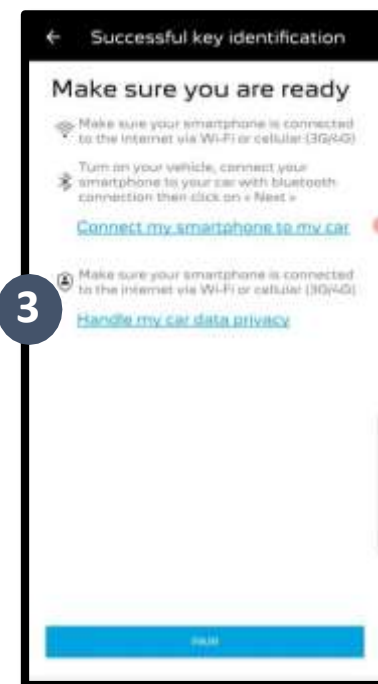 Successful key identification
Make sure you are ready
Make sure your smartphone is connected
to the internet via Wi-Fi or cellular (3G/4G)
Turn on your vehicle, connect your
smartphone to your car with bluetooth
connection then click on « Next »
Connect my smartphone to my car
Make sure your smartphone is connected
to the internet via Wi-Fi or cellular (3G/4G)
3
Handle my car data privacy
PAIR